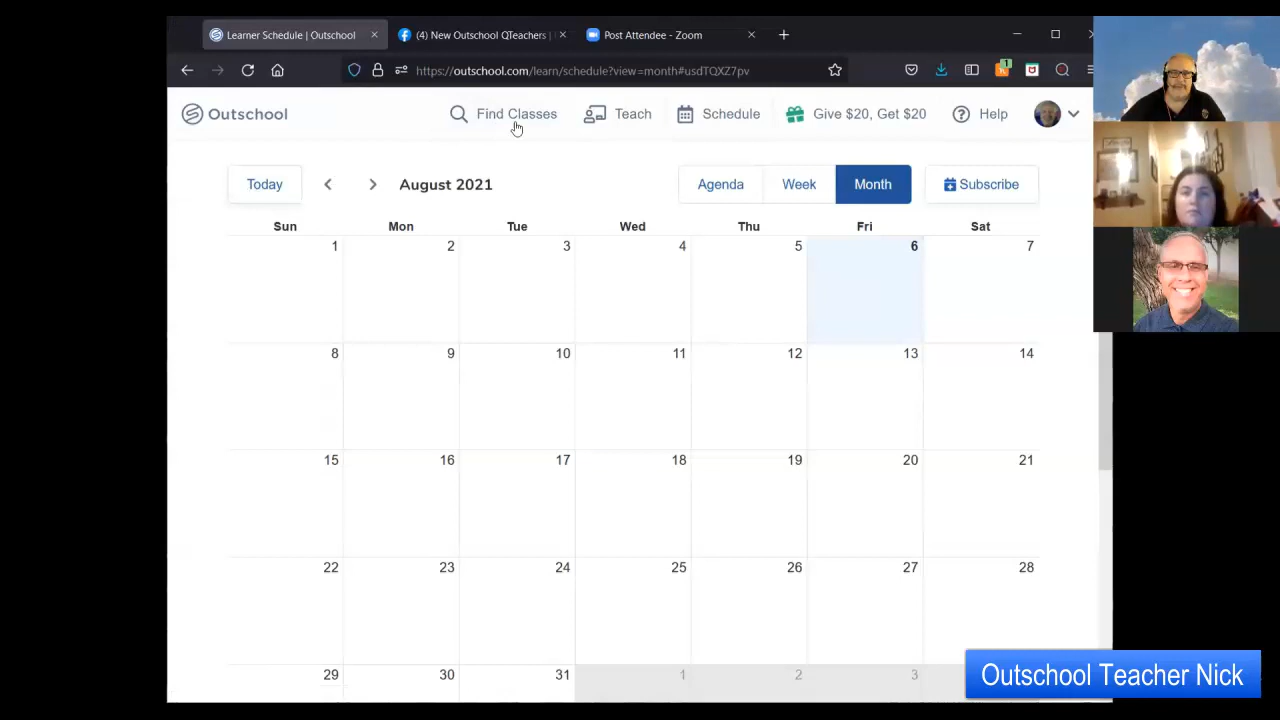 Learner Schedule | Outschool
(4) New Outschool QTeachers |
Post Attendee - Zoom
https://outschool.com/learn/schedule?view=month#usdTQXZ7pv
1
Outschool
Find Classes
Teach
Schedule
Give $20, Get $20
Help
Today
August 2021
Agenda
Week
Month
Subscribe
Sun Mon Tue Wed Thu Fri Sat
1 2 3 4 5 6 7
8 9 10 11 12 13 14
15 16 17 18 19 20 21
22 23 24 25 26 27 28
29 30 31 1 2 3
Outschool Teacher Nick